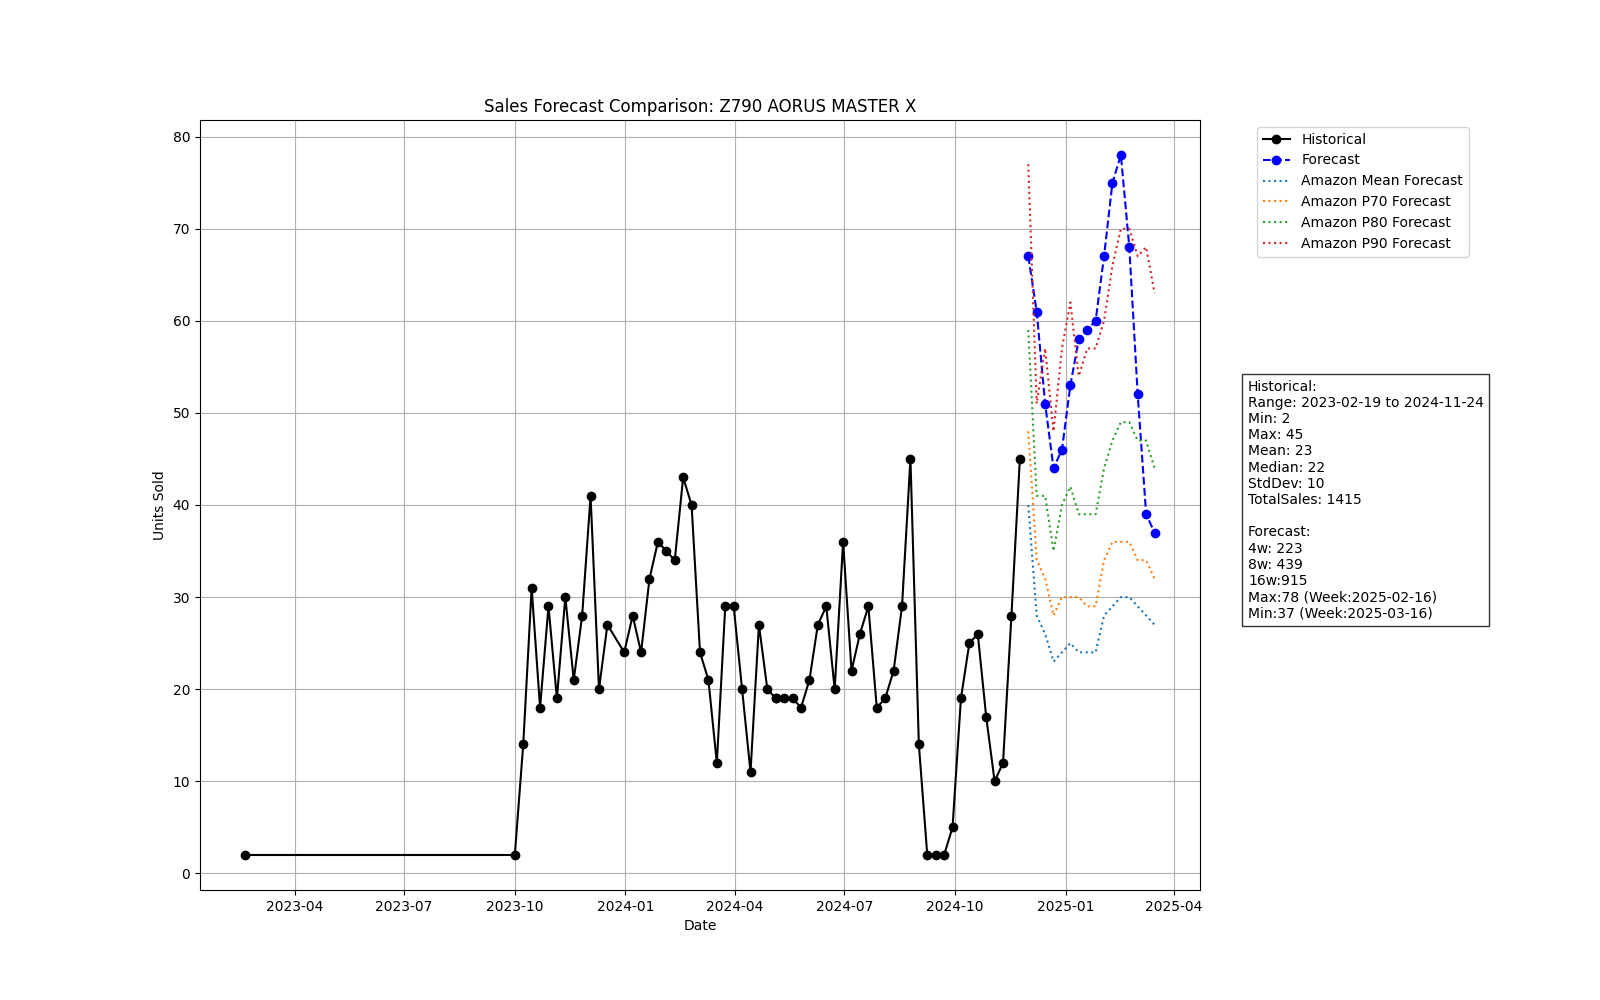 Sales Forecast Comparison: Z790 AORUS MASTER X
80
70
60
50
40
30
20
10
0
Units Sold
2023-04
2023-07
2023-10
2024-01
2024-04
2024-07
2024-10
2025-01
2025-04
Date
Historical
Forecast
Amazon Mean Forecast
Amazon P70 Forecast
Amazon P80 Forecast
Amazon P90 Forecast
Historical:
Range: 2023-02-19 to 2024-11-24
Min: 2
Max: 45
Mean: 23
Median: 22
StdDev: 10
TotalSales: 1415
Forecast:
4w: 223
8w: 439
16w:915
Max:78 (Week:2025-02-16)
Min:37 (Week:2025-03-16)